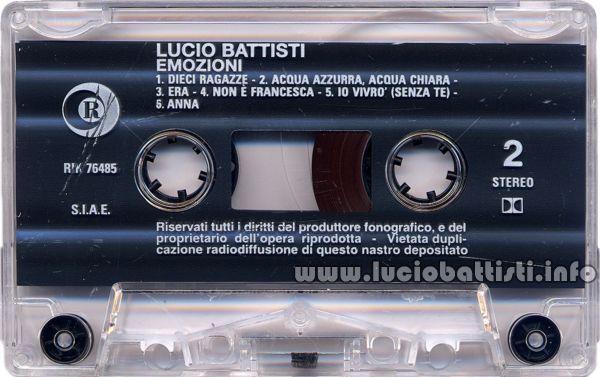 LUCIO BATTISTI
EMOZIONI
1. DIECI RAGAZZE - 2. ACQUA AZZURRA, ACQUA CHIARA -
3. ERA - 4. NON È FRANCESCA - 5. IO VIVRO' (SENZA TE) -
6. ANNA
R
RIK 76485
S.I.A.E.
2
STEREO
Riservati tutti i diritti del produttore fonografico, e del
proprietario dell'opera riprodotta - Vietata dupli-
cazione radiodiffusione di questo nastro depositato
www.luciobattisti.info